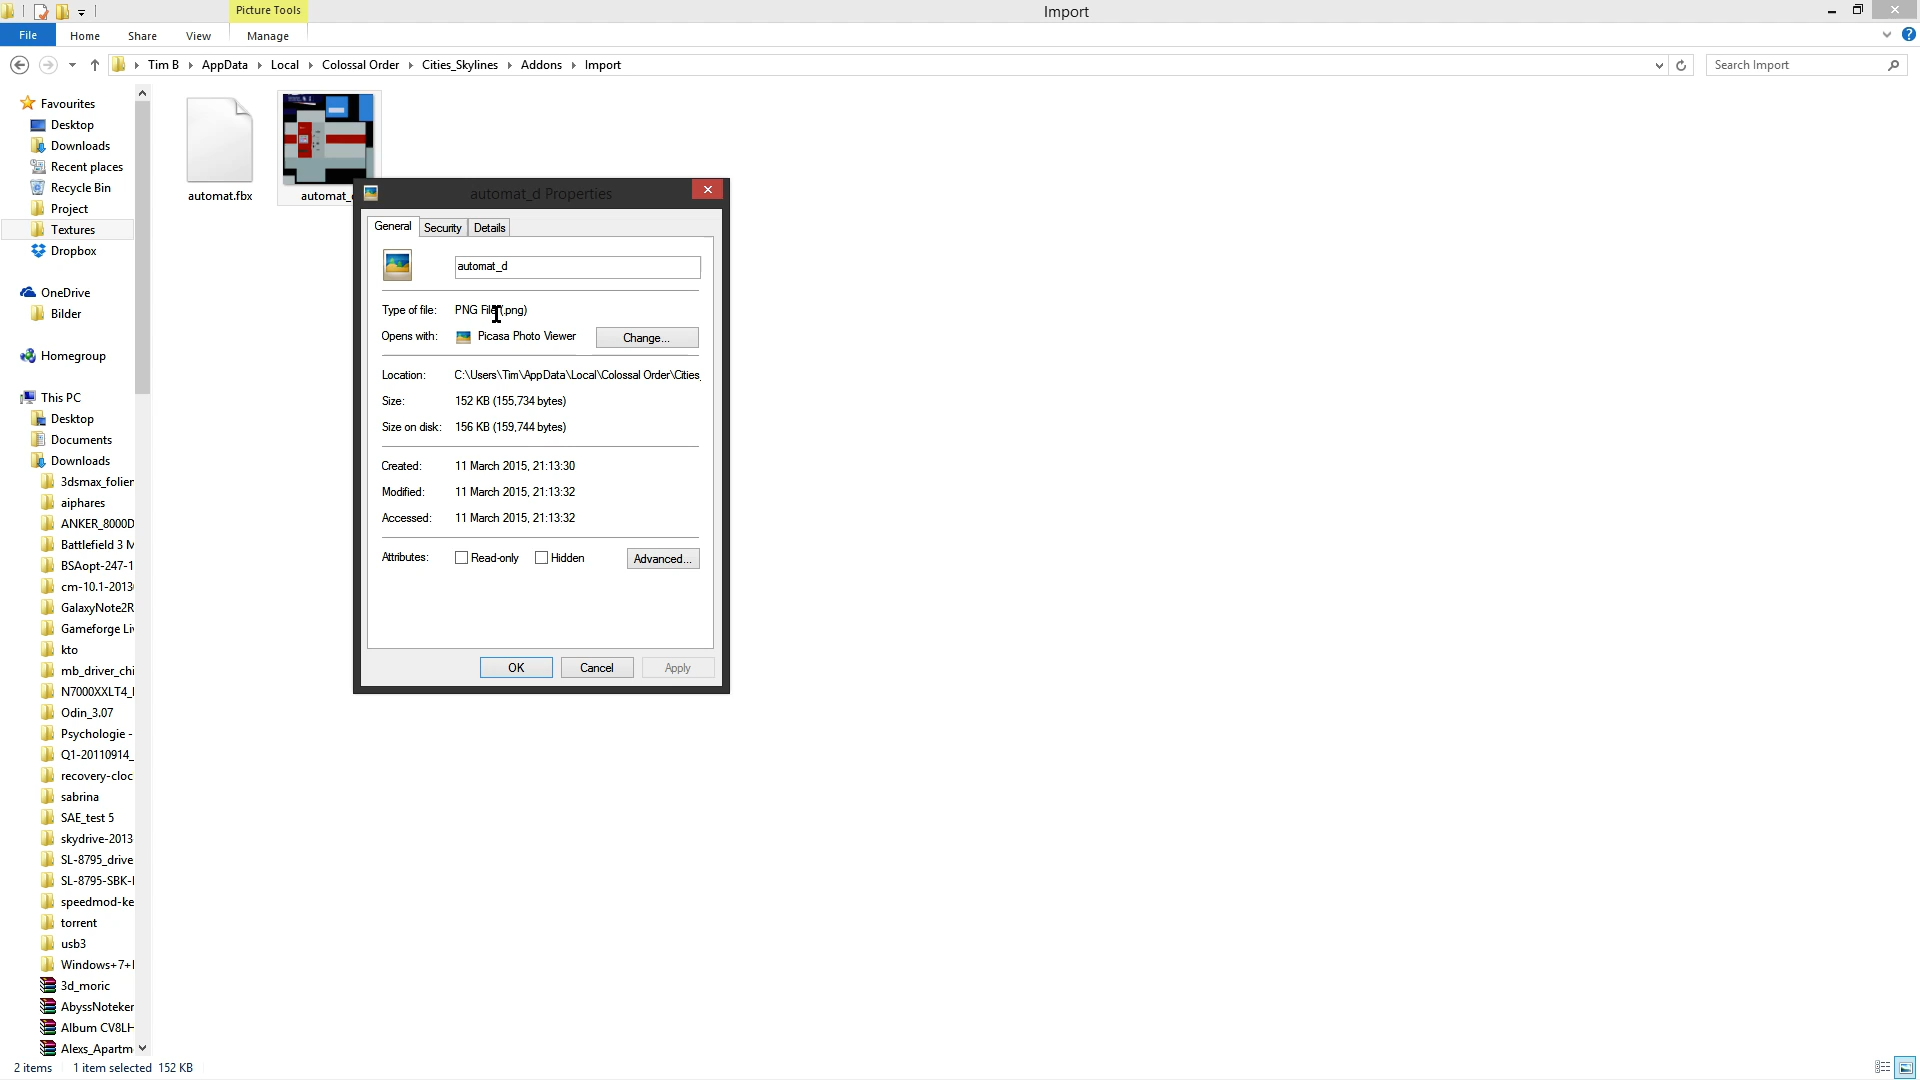 Picture Tools
Import
File
Home
Share
View
Manage
Tim B
AppData
Local
Colossal Order
Cities_Skylines
Addons
Import
Search Import
Favourites
Desktop
Downloads
Recent places
Recycle Bin
Project
Textures
Dropbox
OneDrive
Bilder
Homegroup
This PC
Desktop
Documents
Downloads
3dsmax_folien
aiphares
ANKER_8000D
Battlefield 3 M
BSAopt-247-1
cm-10.1-2013
GalaxyNote2R
Gameforge Liv
kto
mb_driver_chi
N7000XXLT4_
Odin_3.07
Psychologie -
Q1-20110914_
recovery-cloc
sabrina
SAE_test 5
skydrive-2013
SL-8795_drive
SL-8795-SBK-
speedmod-ke
torrent
usb3
Windows+7+
3d_moric
AbyssNoteker
Album CV8LH
Alexs_Apartm
automat.fbx
automat_
automat_d Properties
General
Security
Details
automat_d
Type of file: PNG File (.png)
Opens with: Picasa Photo Viewer
Change...
Location: C:\Users\Tim\AppData\Local\Colossal Order\Cities_
Size: 152 KB (155,734 bytes)
Size on disk: 156 KB (159,744 bytes)
Created: 11 March 2015, 21:13:30
Modified: 11 March 2015, 21:13:32
Accessed: 11 March 2015, 21:13:32
Attributes: Read-only Hidden
Advanced...
OK
Cancel
Apply
2 items
1 item selected 152 KB